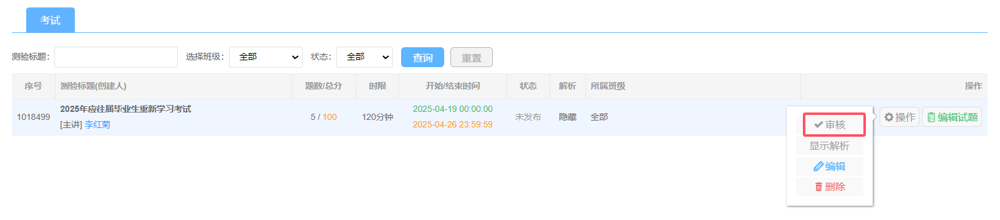 考试
测验标题： 选择班级： 全部 状态： 全部 查询 重置
序号 测验标题(创建人) 题数/总分 时限 开始/结束时间 状态 解析 所属班级 操作
1018499 2025年应往届毕业生重新学习考试 [主讲] 李红菊 5 / 100 120分钟 2025-04-19 00:00:00 2025-04-26 23:59:59 未发布 隐藏 全部 操作 编辑试题
审核
显示解析
编辑
删除